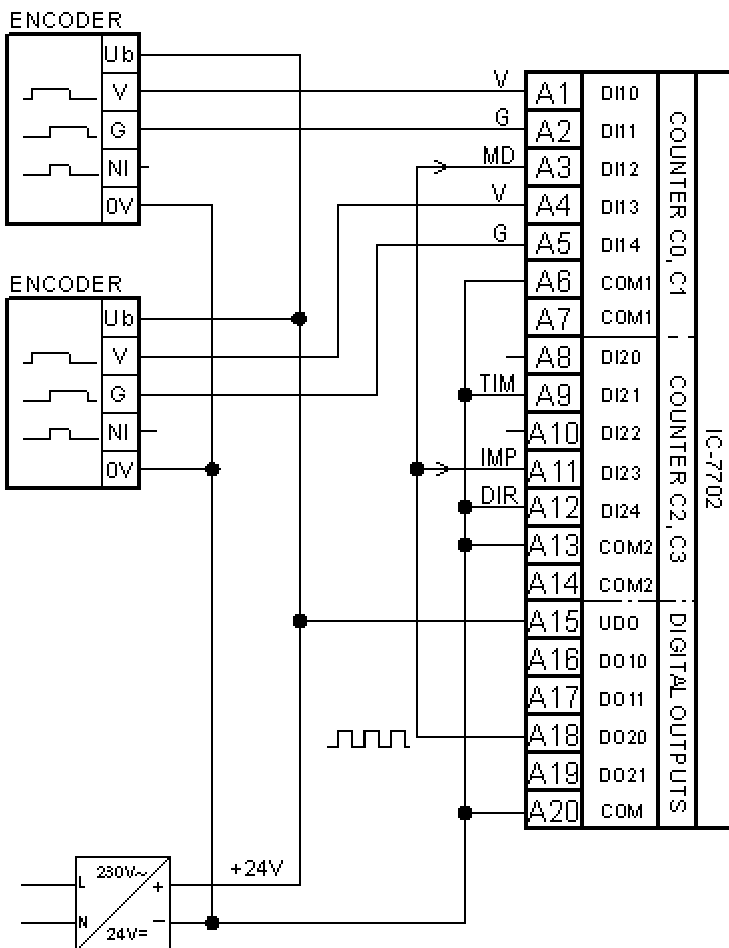 ENCODER
Ub
V
G
NI
0V
ENCODER
Ub
V
G
NI
0V
V
G
MD
V
G
TIM
IMP
DIR
A1 DI10
A2 DI11
A3 DI12
A4 DI13
A5 DI14
A6 COM1
A7 COM1
A8 DI20
A9 DI21
A10 DI22
A11 DI23
A12 DI24
A13 COM2
A14 COM2
A15 UDO
A16 DO10
A17 DO11
A18 DO20
A19 DO21
A20 COM
COUNTER C0, C1
COUNTER C2, C3
DIGITAL OUTPUTS
IC-7702
+24V
L
N
230V~
24V=
+
−